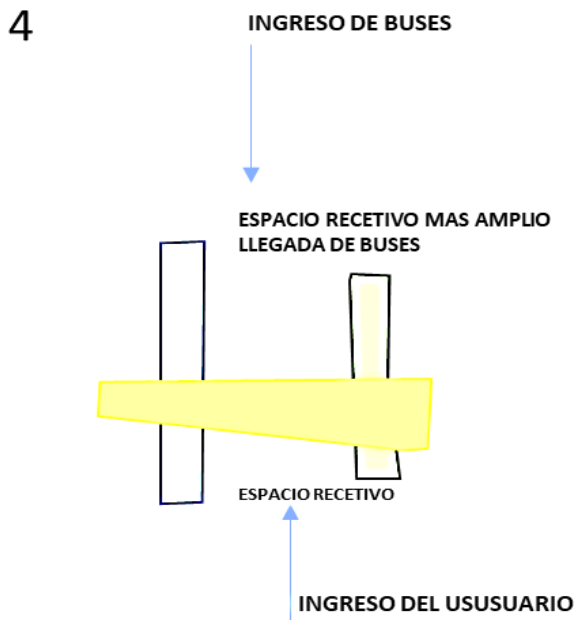 4
INGRESO DE BUSES
ESPACIO RECETIVO MAS AMPLIO
LLEGADA DE BUSES
ESPACIO RECETIVO
INGRESO DEL USUSUARIO